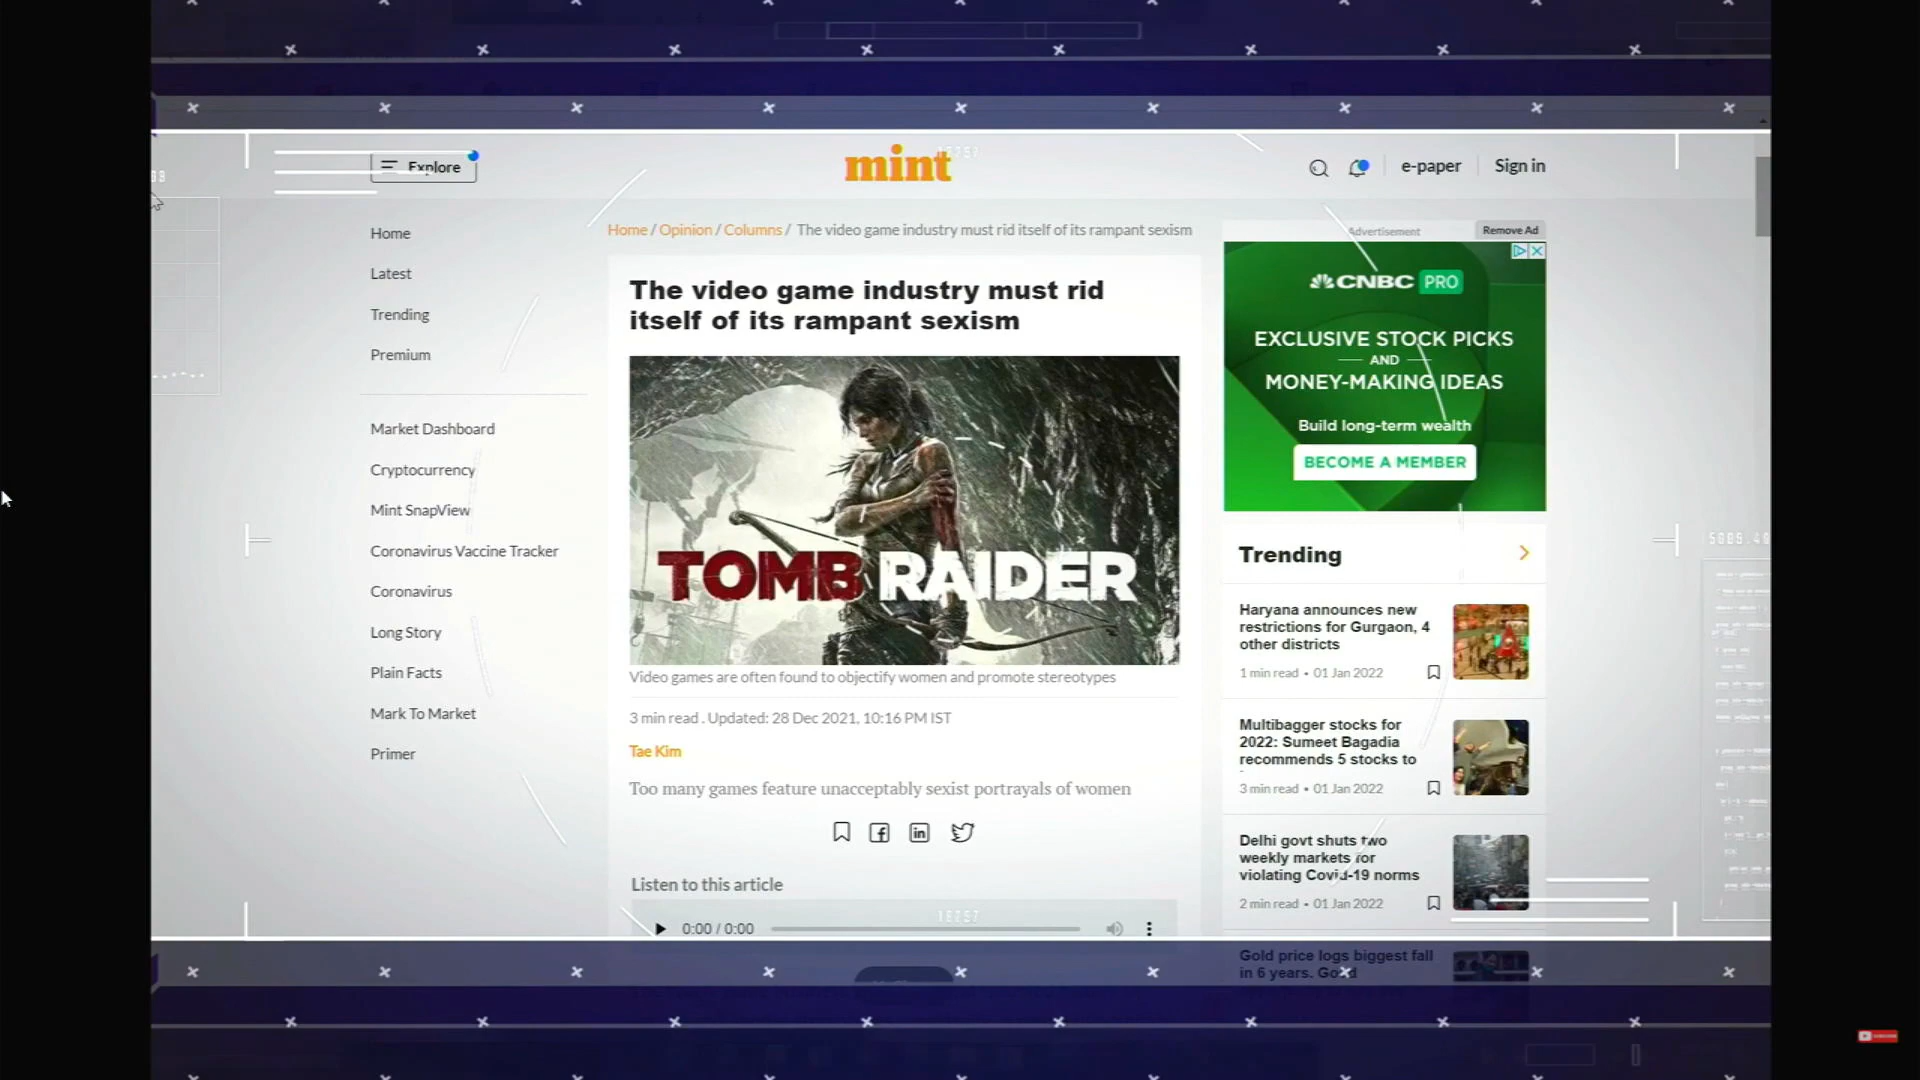 Explore
mint
e-paper
Sign in
Home
Latest
Trending
Premium
Market Dashboard
Cryptocurrency
Mint SnapView
Coronavirus Vaccine Tracker
Coronavirus
Long Story
Plain Facts
Mark To Market
Primer
Home / Opinion / Columns / The video game industry must rid itself of its rampant sexism
The video game industry must rid
itself of its rampant sexism
TOMB RAIDER
Video games are often found to objectify women and promote stereotypes
3 min read . Updated: 28 Dec 2021, 10:16 PM IST
Tae Kim
Too many games feature unacceptably sexist portrayals of women
Listen to this article
0:00 / 0:00
18757
Advertisement
Remove Ad
CNBC PRO
EXCLUSIVE STOCK PICKS
AND
MONEY-MAKING IDEAS
Build long-term wealth
BECOME A MEMBER
Trending
Haryana announces new
restrictions for Gurgaon, 4
other districts
1 min read • 01 Jan 2022
Multibagger stocks for
2022: Sumeet Bagadia
recommends 5 stocks to
3 min read • 01 Jan 2022
Delhi govt shuts two
weekly markets for
violating Covid-19 norms
2 min read • 01 Jan 2022
Gold price logs biggest fall
in 6 years. Gold